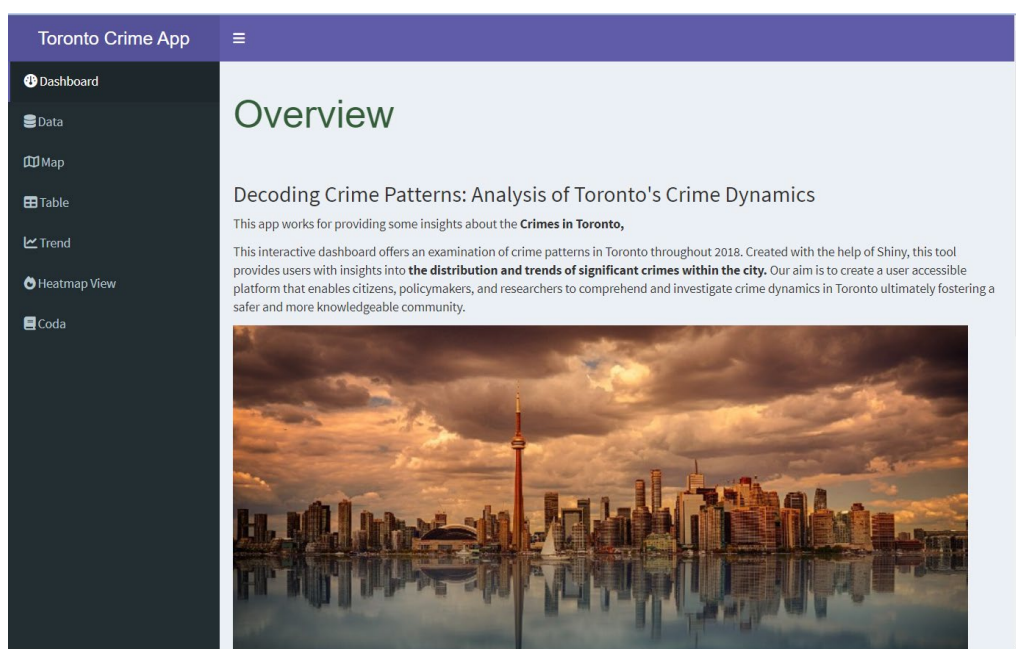 Toronto Crime App
Dashboard
Data
Map
Table
Trend
Heatmap View
Coda
Overview
Decoding Crime Patterns: Analysis of Toronto's Crime Dynamics
This app works for providing some insights about the Crimes in Toronto,
This interactive dashboard offers an examination of crime patterns in Toronto throughout 2018. Created with the help of Shiny, this tool
provides users with insights into the distribution and trends of significant crimes within the city. Our aim is to create a user accessible
platform that enables citizens, policymakers, and researchers to comprehend and investigate crime dynamics in Toronto ultimately fostering a
safer and more knowledgeable community.